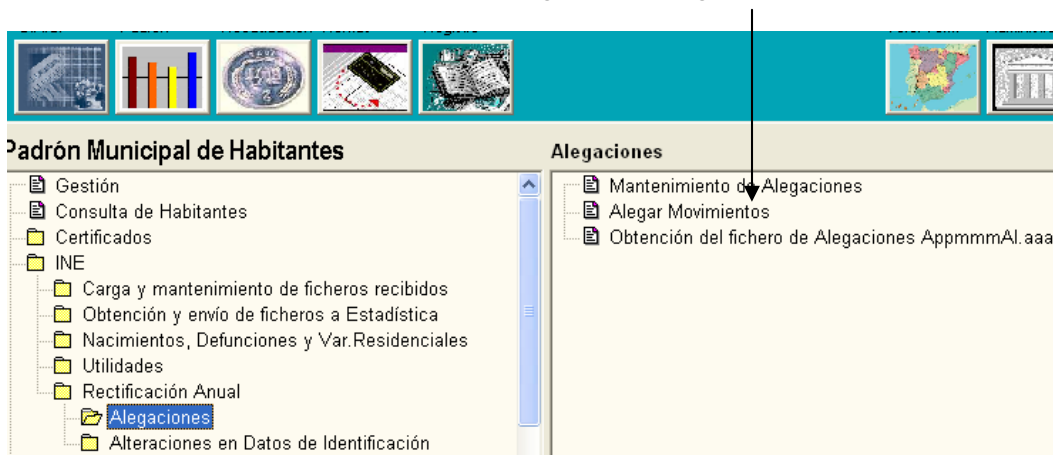 Padrón Municipal de Habitantes
Gestión
Consulta de Habitantes
Certificados
INE
Carga y mantenimiento de ficheros recibidos
Obtención y envío de ficheros a Estadística
Nacimientos, Defunciones y Var.Residenciales
Utilidades
Rectificación Anual
Alegaciones
Alteraciones en Datos de Identificación
Alegaciones
Mantenimiento de Alegaciones
Alegar Movimientos
Obtención del fichero de Alegaciones AppmmmAl.aaa